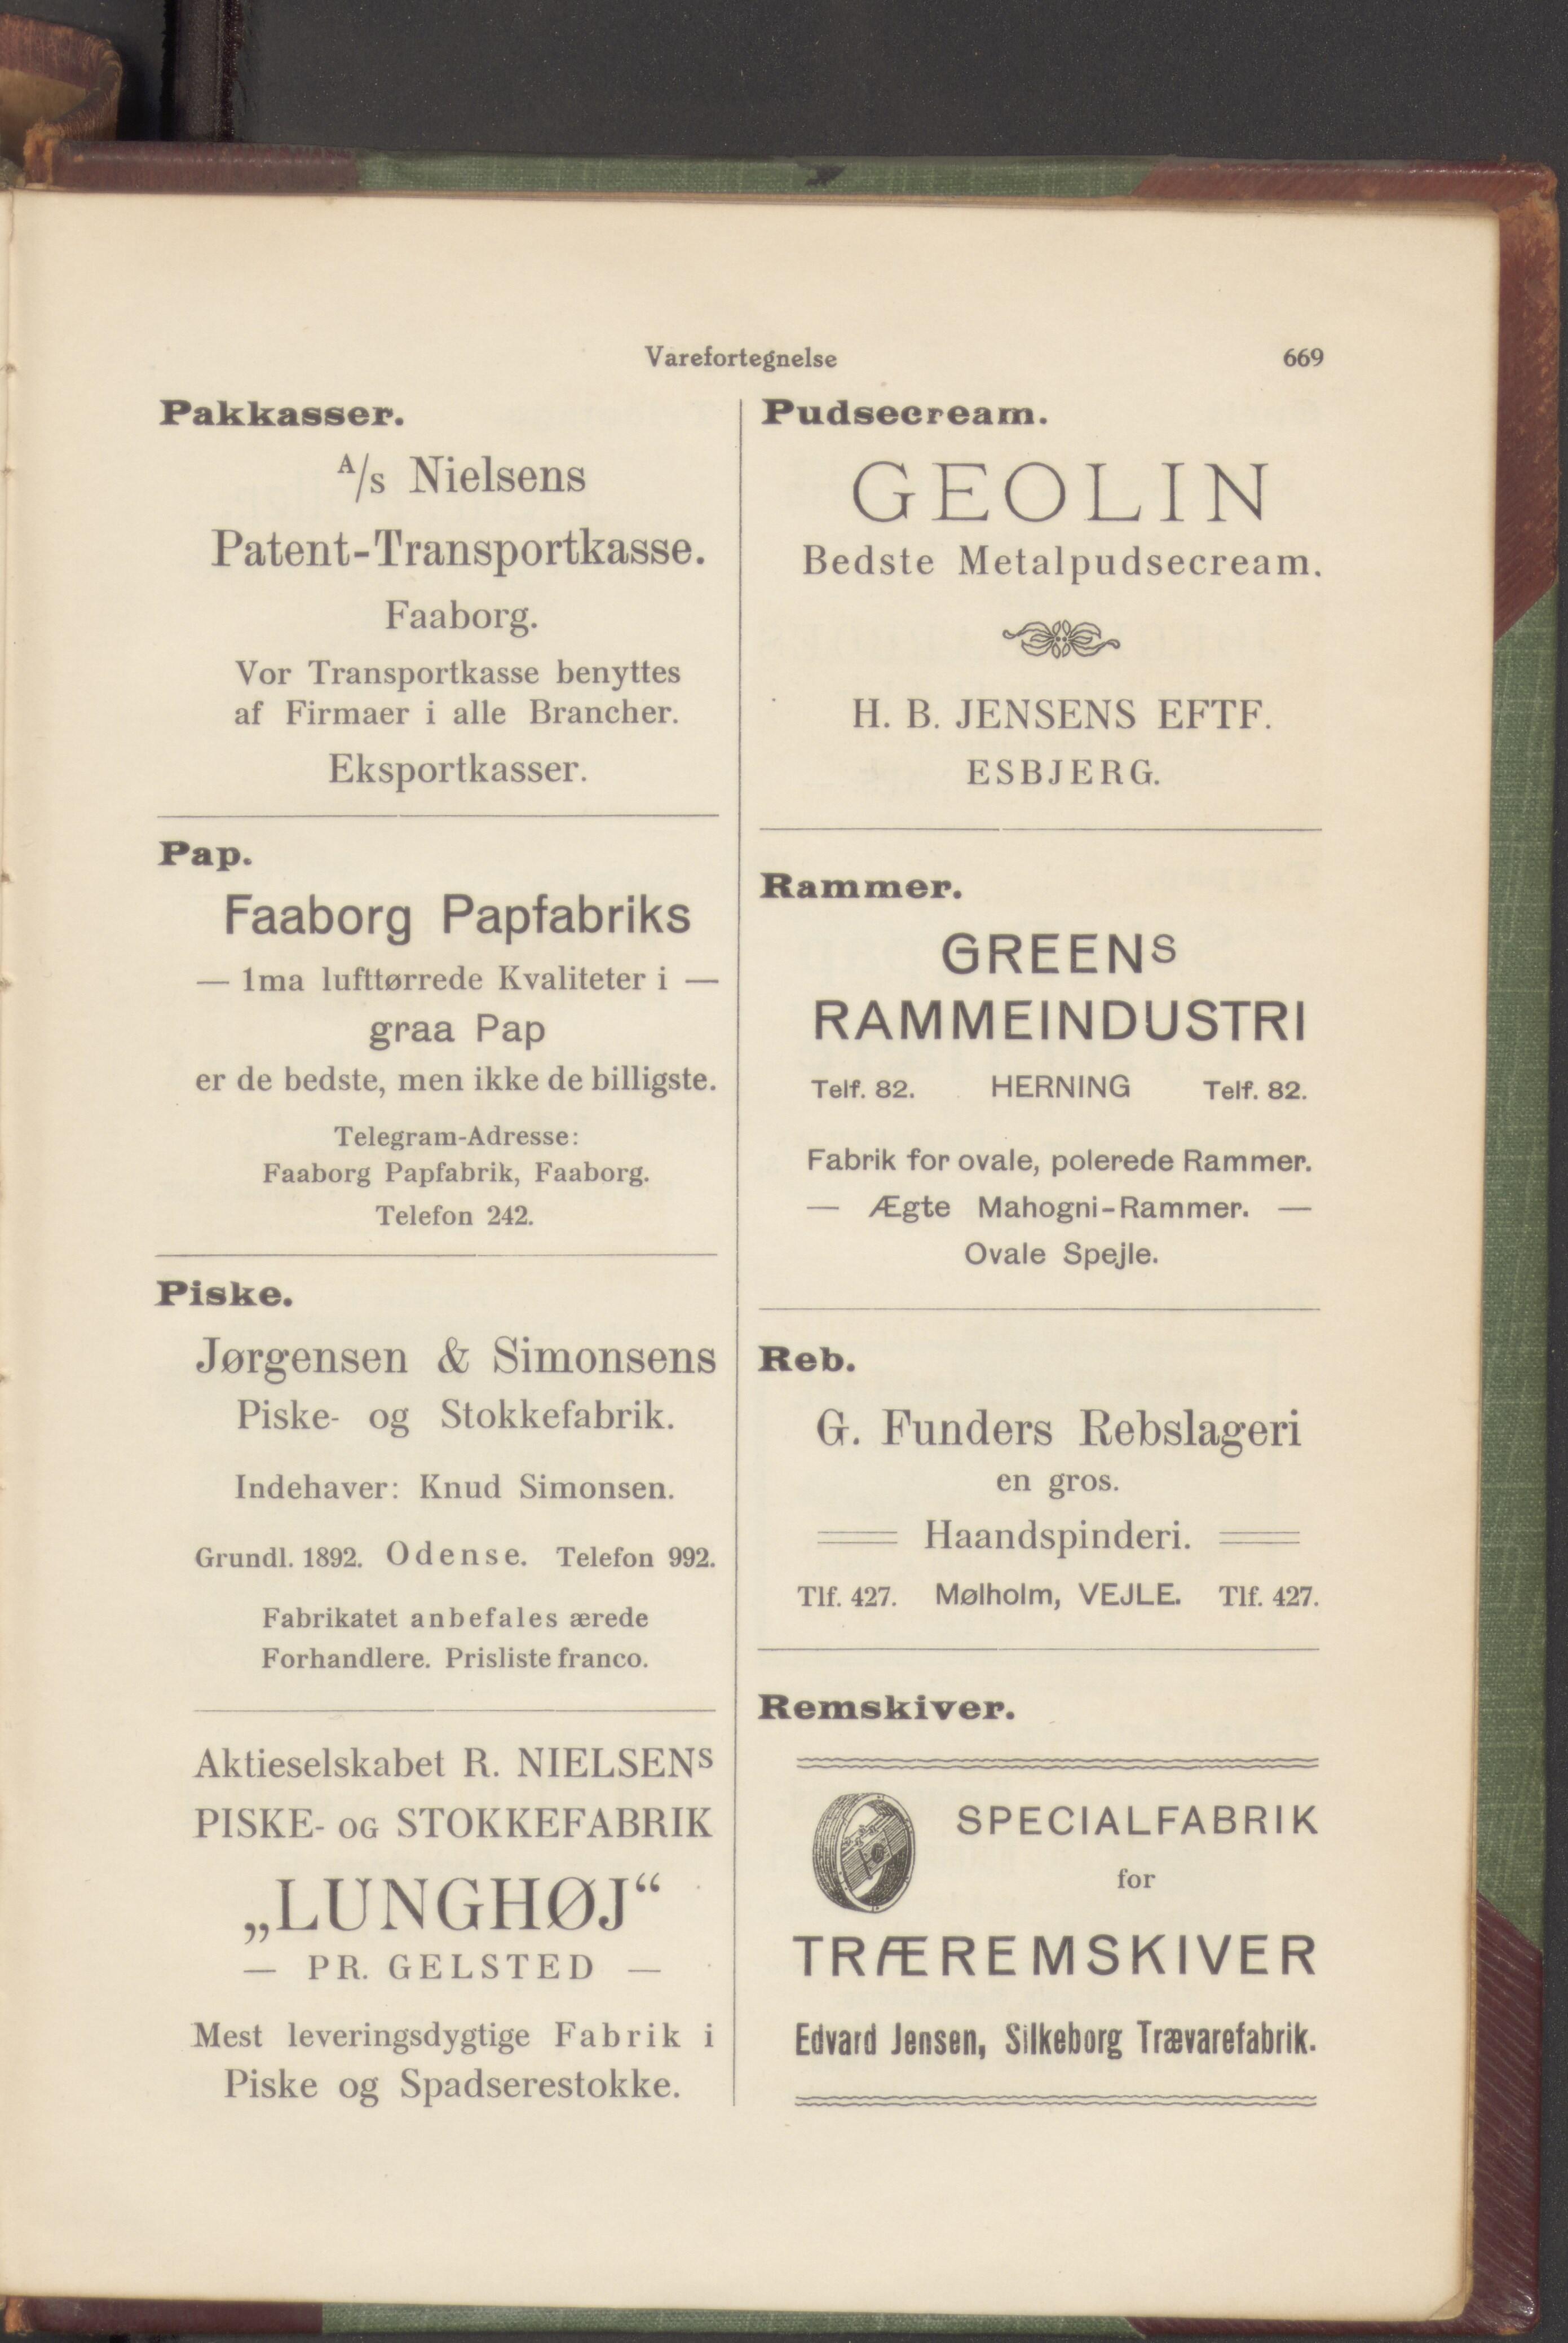 Varefortegnelse 669
Pakkasser.
A/s Nielsens
Patent-Transportkasse.
Faaborg.
Vor Transportkasse benyttes
af Firmaer i alle Brancher.
Eksportkasser.
Pap.
Faaborg Papfabriks
— 1ma lufttørrede Kvaliteter i —
graa Pap
er de bedste, men ikke de billigste.
Telegram-Adresse:
Faaborg Papfabrik, Faaborg.
Telefon 242.
Piske.
Jørgensen & Simonsens
Piske- og Stokkefabrik.
Indehaver: Knud Simonsen.
Grundl. 1892. Odense. Telefon 992.
Fabrikatet anbefales ærede
Forhandlere. Prisliste franco.
Aktieselskabet R. NIELSENS
PISKE- OG STOKKEFABRIK
„LUNGHØJ“
— PR. GELSTED —
Mest leveringsdygtige Fabrik i
Piske og Spadserestokke.
Pudsecream.
GEOLIN
Bedste Metalpudsecream.
H. B. JENSENS EFTF.
ESBJERG.
Rammer.
GREENS
RAMMEINDUSTRI
Telf. 82. HERNING Telf. 82.
Fabrik for ovale, polerede Rammer.
— Ægte Mahogni-Rammer. —
Ovale Spejle.
Reb.
G. Funders Rebslageri
en gros.
Haandspinderi.
Tlf. 427. Mølholm, VEJLE. Tlf. 427.
Remskiver.
SPECIALFABRIK
for
TRÆREMSKIVER
Edvard Jensen, Silkeborg Trævarefabrik.